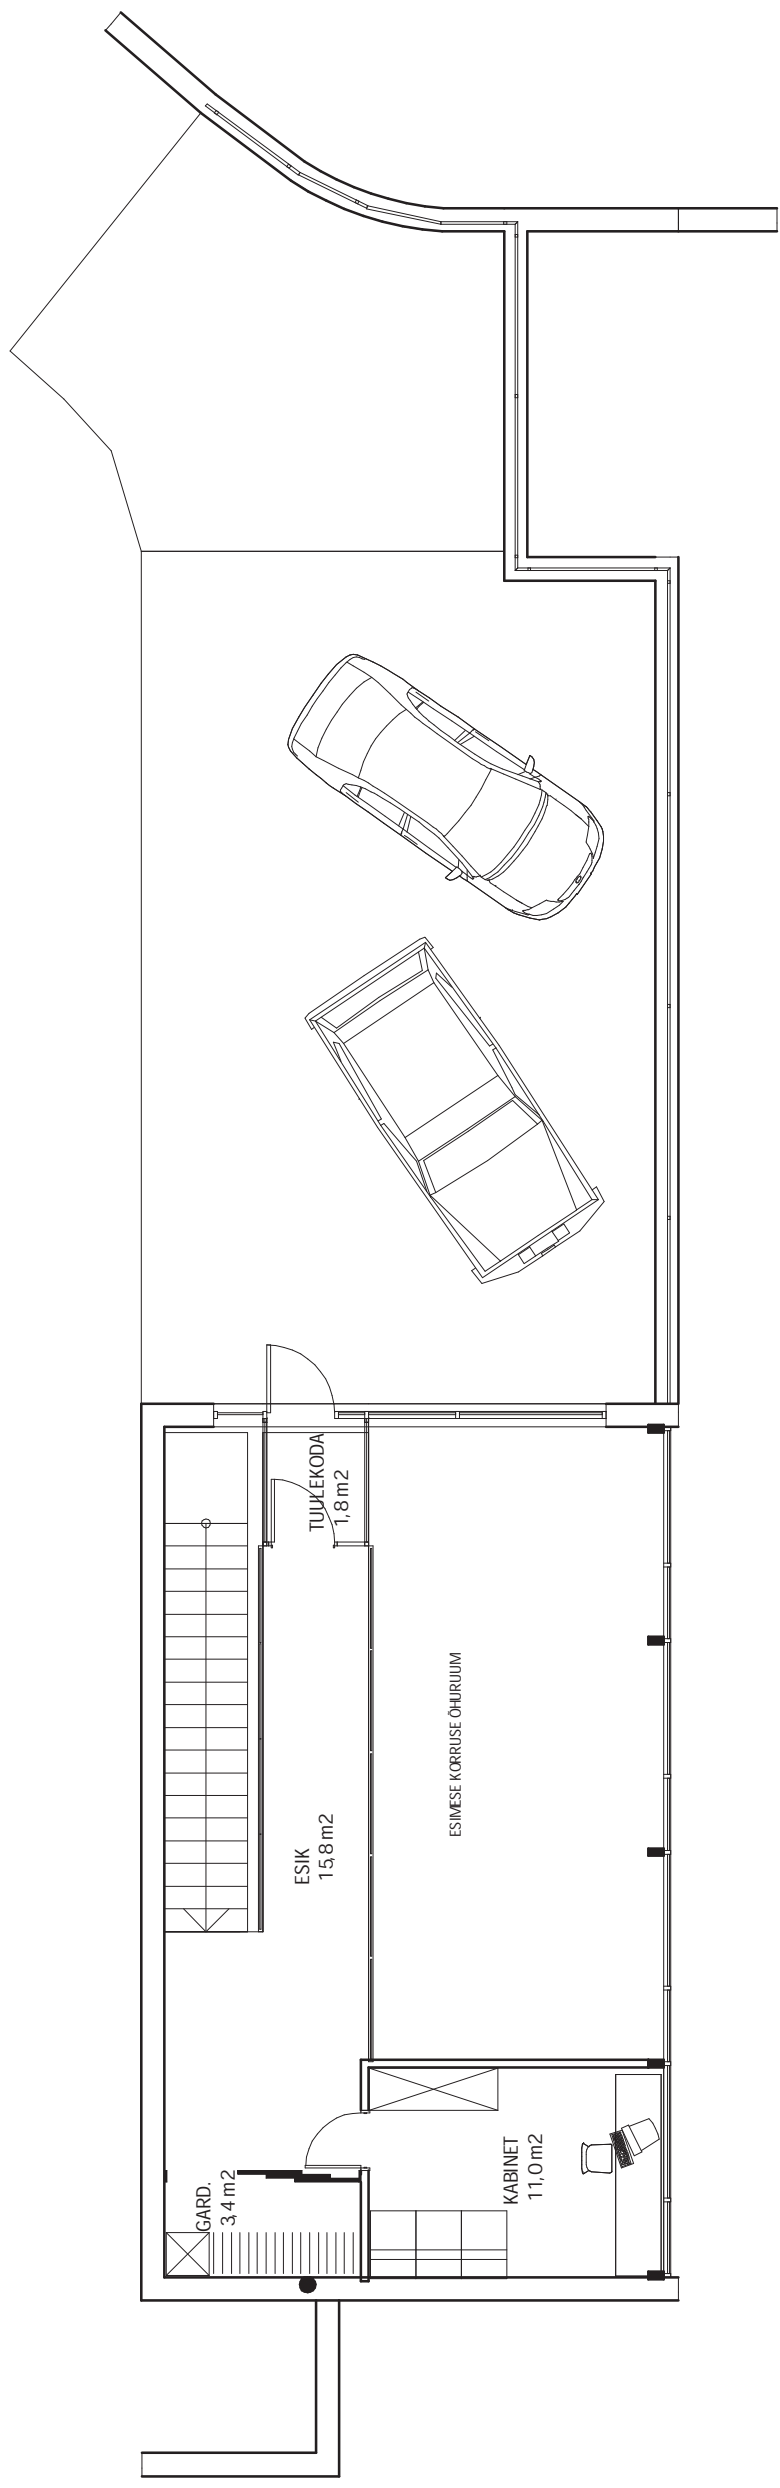 TUULEKODA
1,8 m2
ESIMESE KORRUSE ÕHURUUM
ESIK
15,8 m2
KABINET
11,0 m2
GARD.
3,4 m2